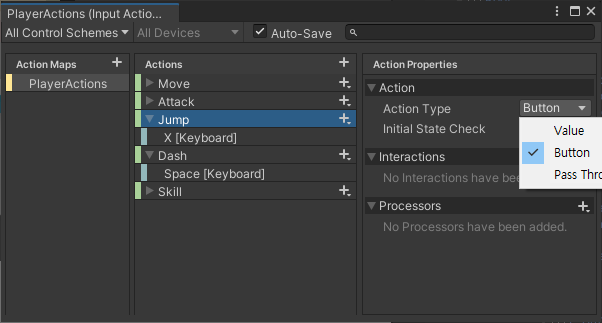 PlayerActions (Input Actio...
All Control Schemes All Devices Auto-Save
Action Maps Actions Action Properties
PlayerActions
Move
Attack
Jump
X [Keyboard]
Dash
Space [Keyboard]
Skill
Action
Action Type Button
Initial State Check
Value
Button
Pass Thro
Interactions
No Interactions have been
Processors
No Processors have been added.